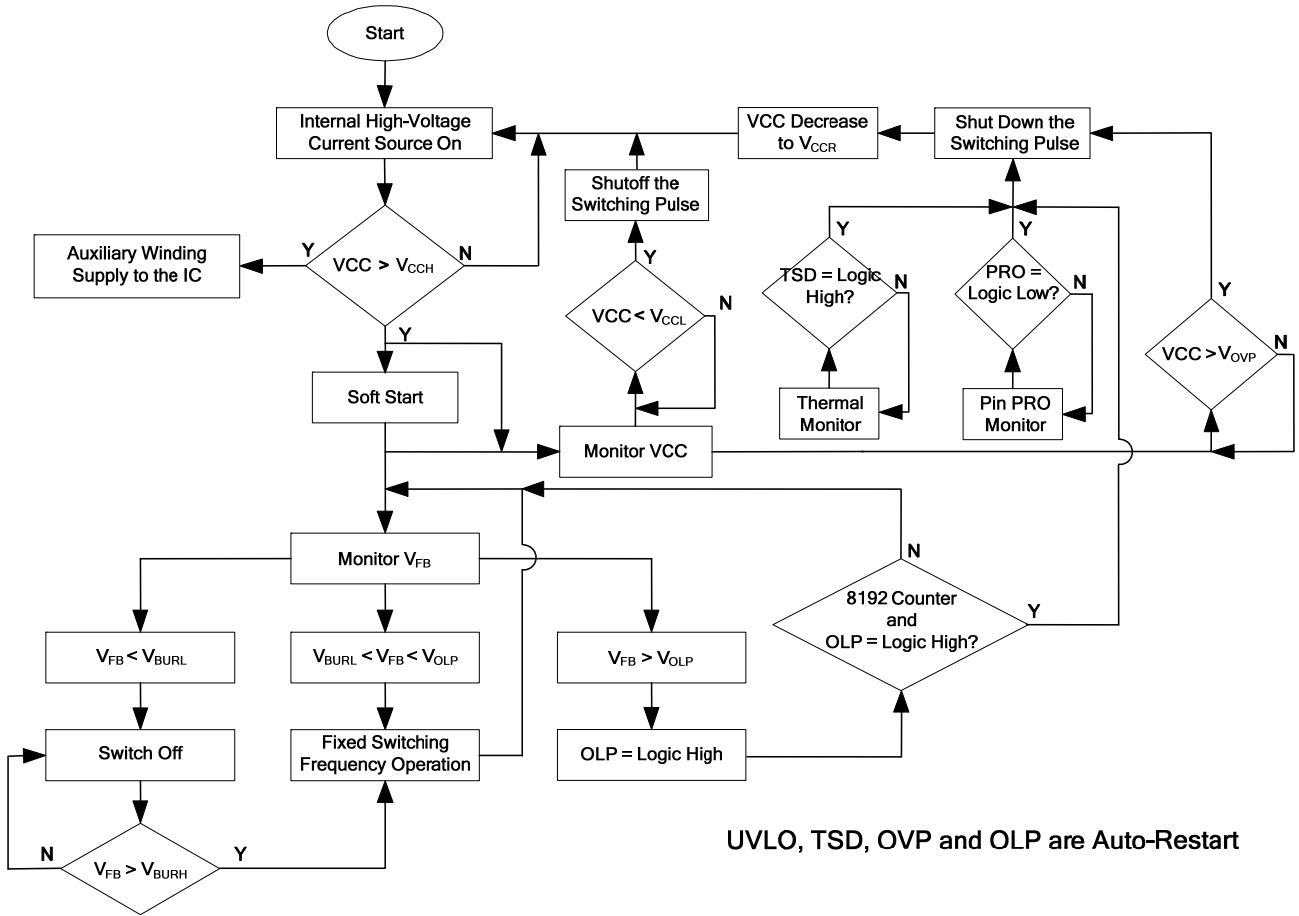 Start
Internal High-Voltage
Current Source On
VCC Decrease
to VCCR
Shut Down the
Switching Pulse
Shutoff the
Switching Pulse
Auxiliary Winding
Supply to the IC
Y
VCC > VCCH
N
Y
Y
VCC < VCCL
N
Y
TSD = Logic
High?
N
Y
PRO =
Logic Low?
N
Y
VCC > VOVP
N
Soft Start
Thermal
Monitor
Pin PRO
Monitor
Monitor VCC
Monitor VFB
N
8192 Counter
and
OLP = Logic High?
Y
VFB < VBURL
VBURL < VFB < VOLP
VFB > VOLP
Switch Off
Fixed Switching
Frequency Operation
OLP = Logic High
N
VFB > VBURH
Y
UVLO, TSD, OVP and OLP are Auto-Restart